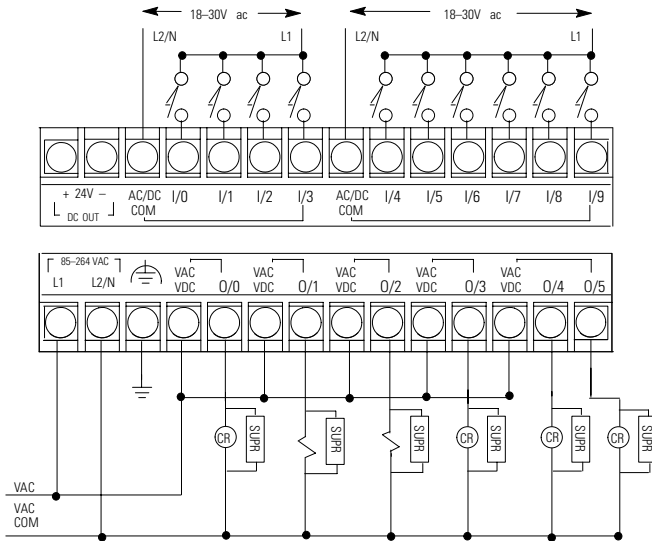 18–30V ac
18–30V ac
L2/N
L1
L2/N
L1
+ 24V –
DC OUT
AC/DC
COM
I/0
I/1
I/2
I/3
AC/DC
COM
I/4
I/5
I/6
I/7
I/8
I/9
85–264 VAC
L1
L2/N
VAC
VDC
O/0
VAC
VDC
O/1
VAC
VDC
O/2
VAC
VDC
O/3
VAC
VDC
O/4
O/5
CR
SUPR
SUPR
SUPR
CR
SUPR
CR
SUPR
CR
SUPR
VAC
VAC
COM